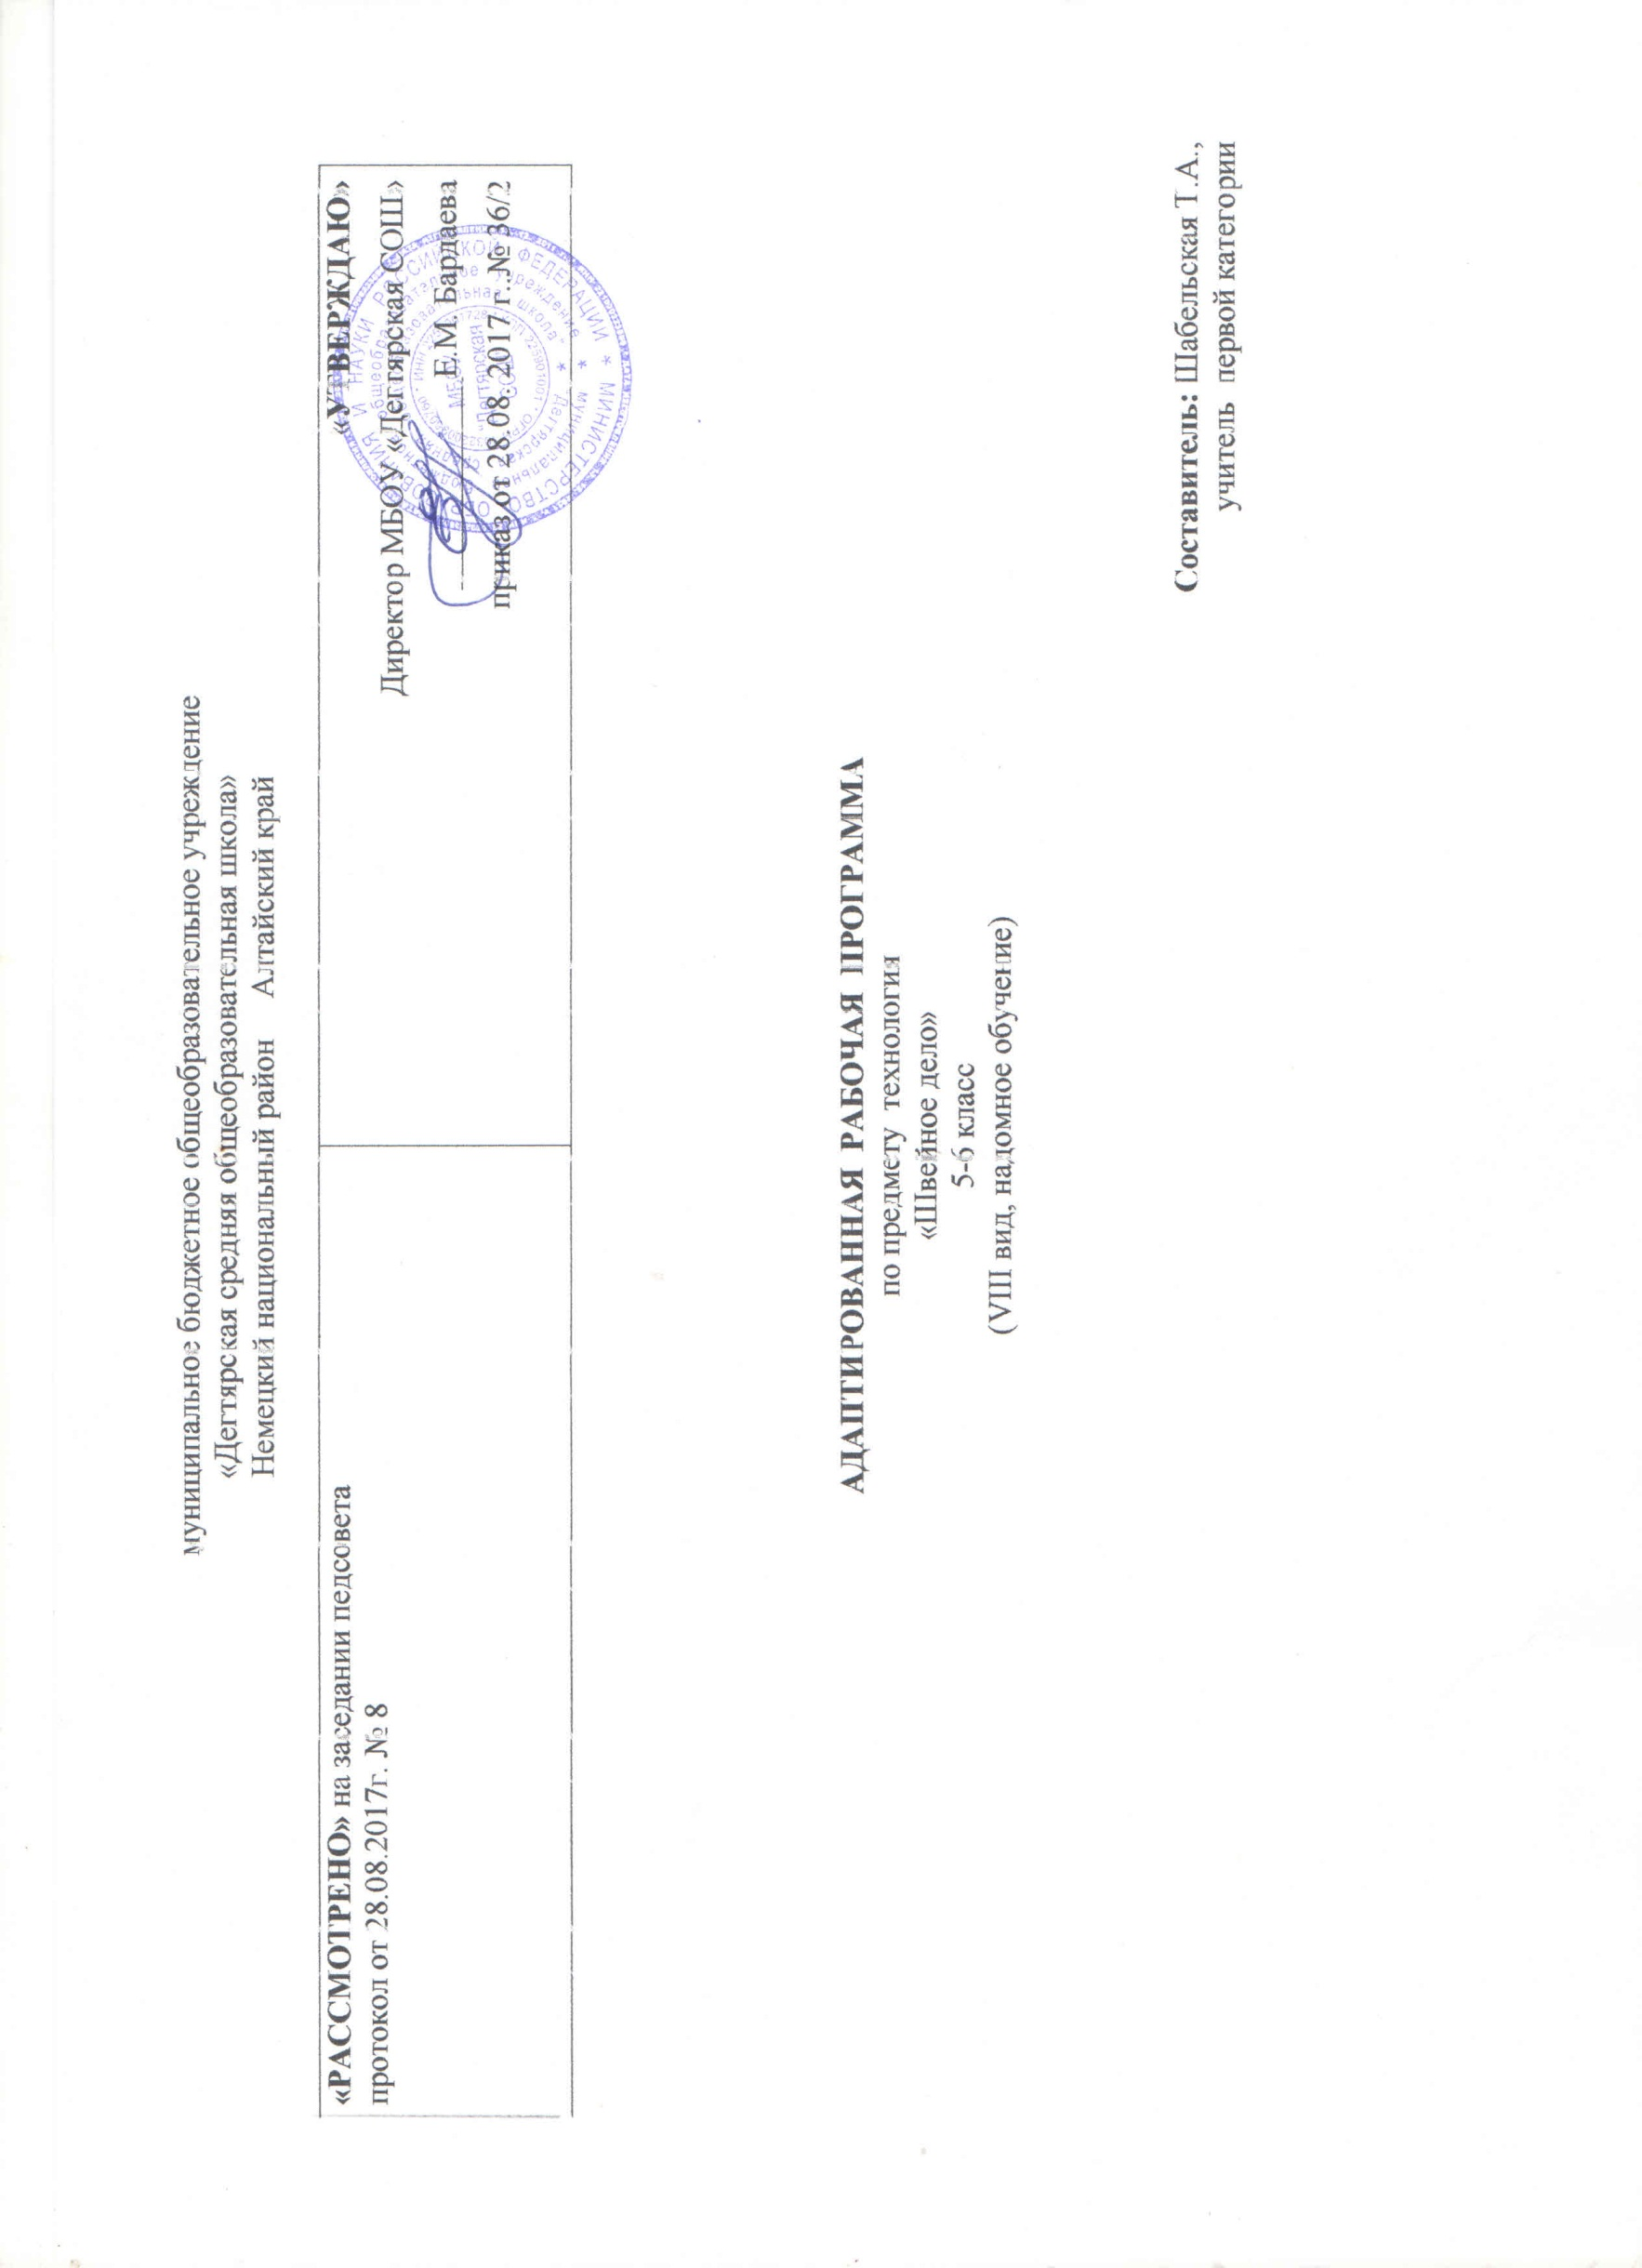 муниципальное бюджетное общеобразовательное учреждение
«Дегтярская средняя общеобразовательная школа»
Немецкий национальный район Алтайский край
«РАССМОТРЕНО» на заседании педсовета
протокол от 28.08.2017г. № 8
«УТВЕРЖДАЮ»
Директор МБОУ «Дегтярская СОШ»
Е.М. Бардаева
приказ от 28.08. 2017 г..№ 36/2
АДАПТИРОВАННАЯ РАБОЧАЯ ПРОГРАММА
по предмету технология
«Швейное дело»
5-6 класс
(VIII вид, надомное обучение)
Составитель: Шабельская Т.А.,
учитель первой категории